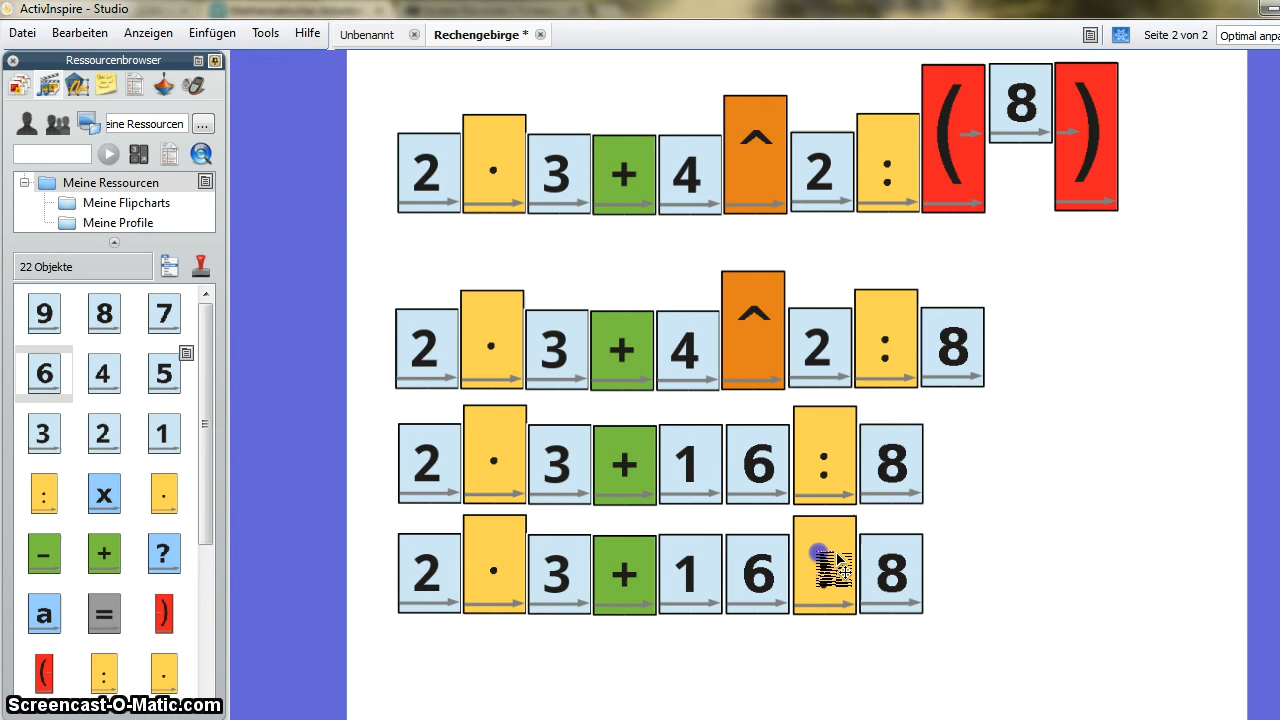 ActivInspire - Studio
Datei Bearbeiten Anzeigen Einfügen Tools Hilfe Unbenannt Rechengebirge * Seite 2 von 2 Optimal anpa
Ressourcenbrowser
eine Ressourcen ...
Meine Ressourcen
Meine Flipcharts
Meine Profile
22 Objekte
9 8 7
6 4 5
3 2 1
: x ·
- + ?
a = )
( : ·
2 · 3 + 4 ^ 2 : ( 8 )
2 · 3 + 4 ^ 2 : 8
2 · 3 + 1 6 : 8
2 · 3 + 1 6 : 8
Screencast-O-Matic.com